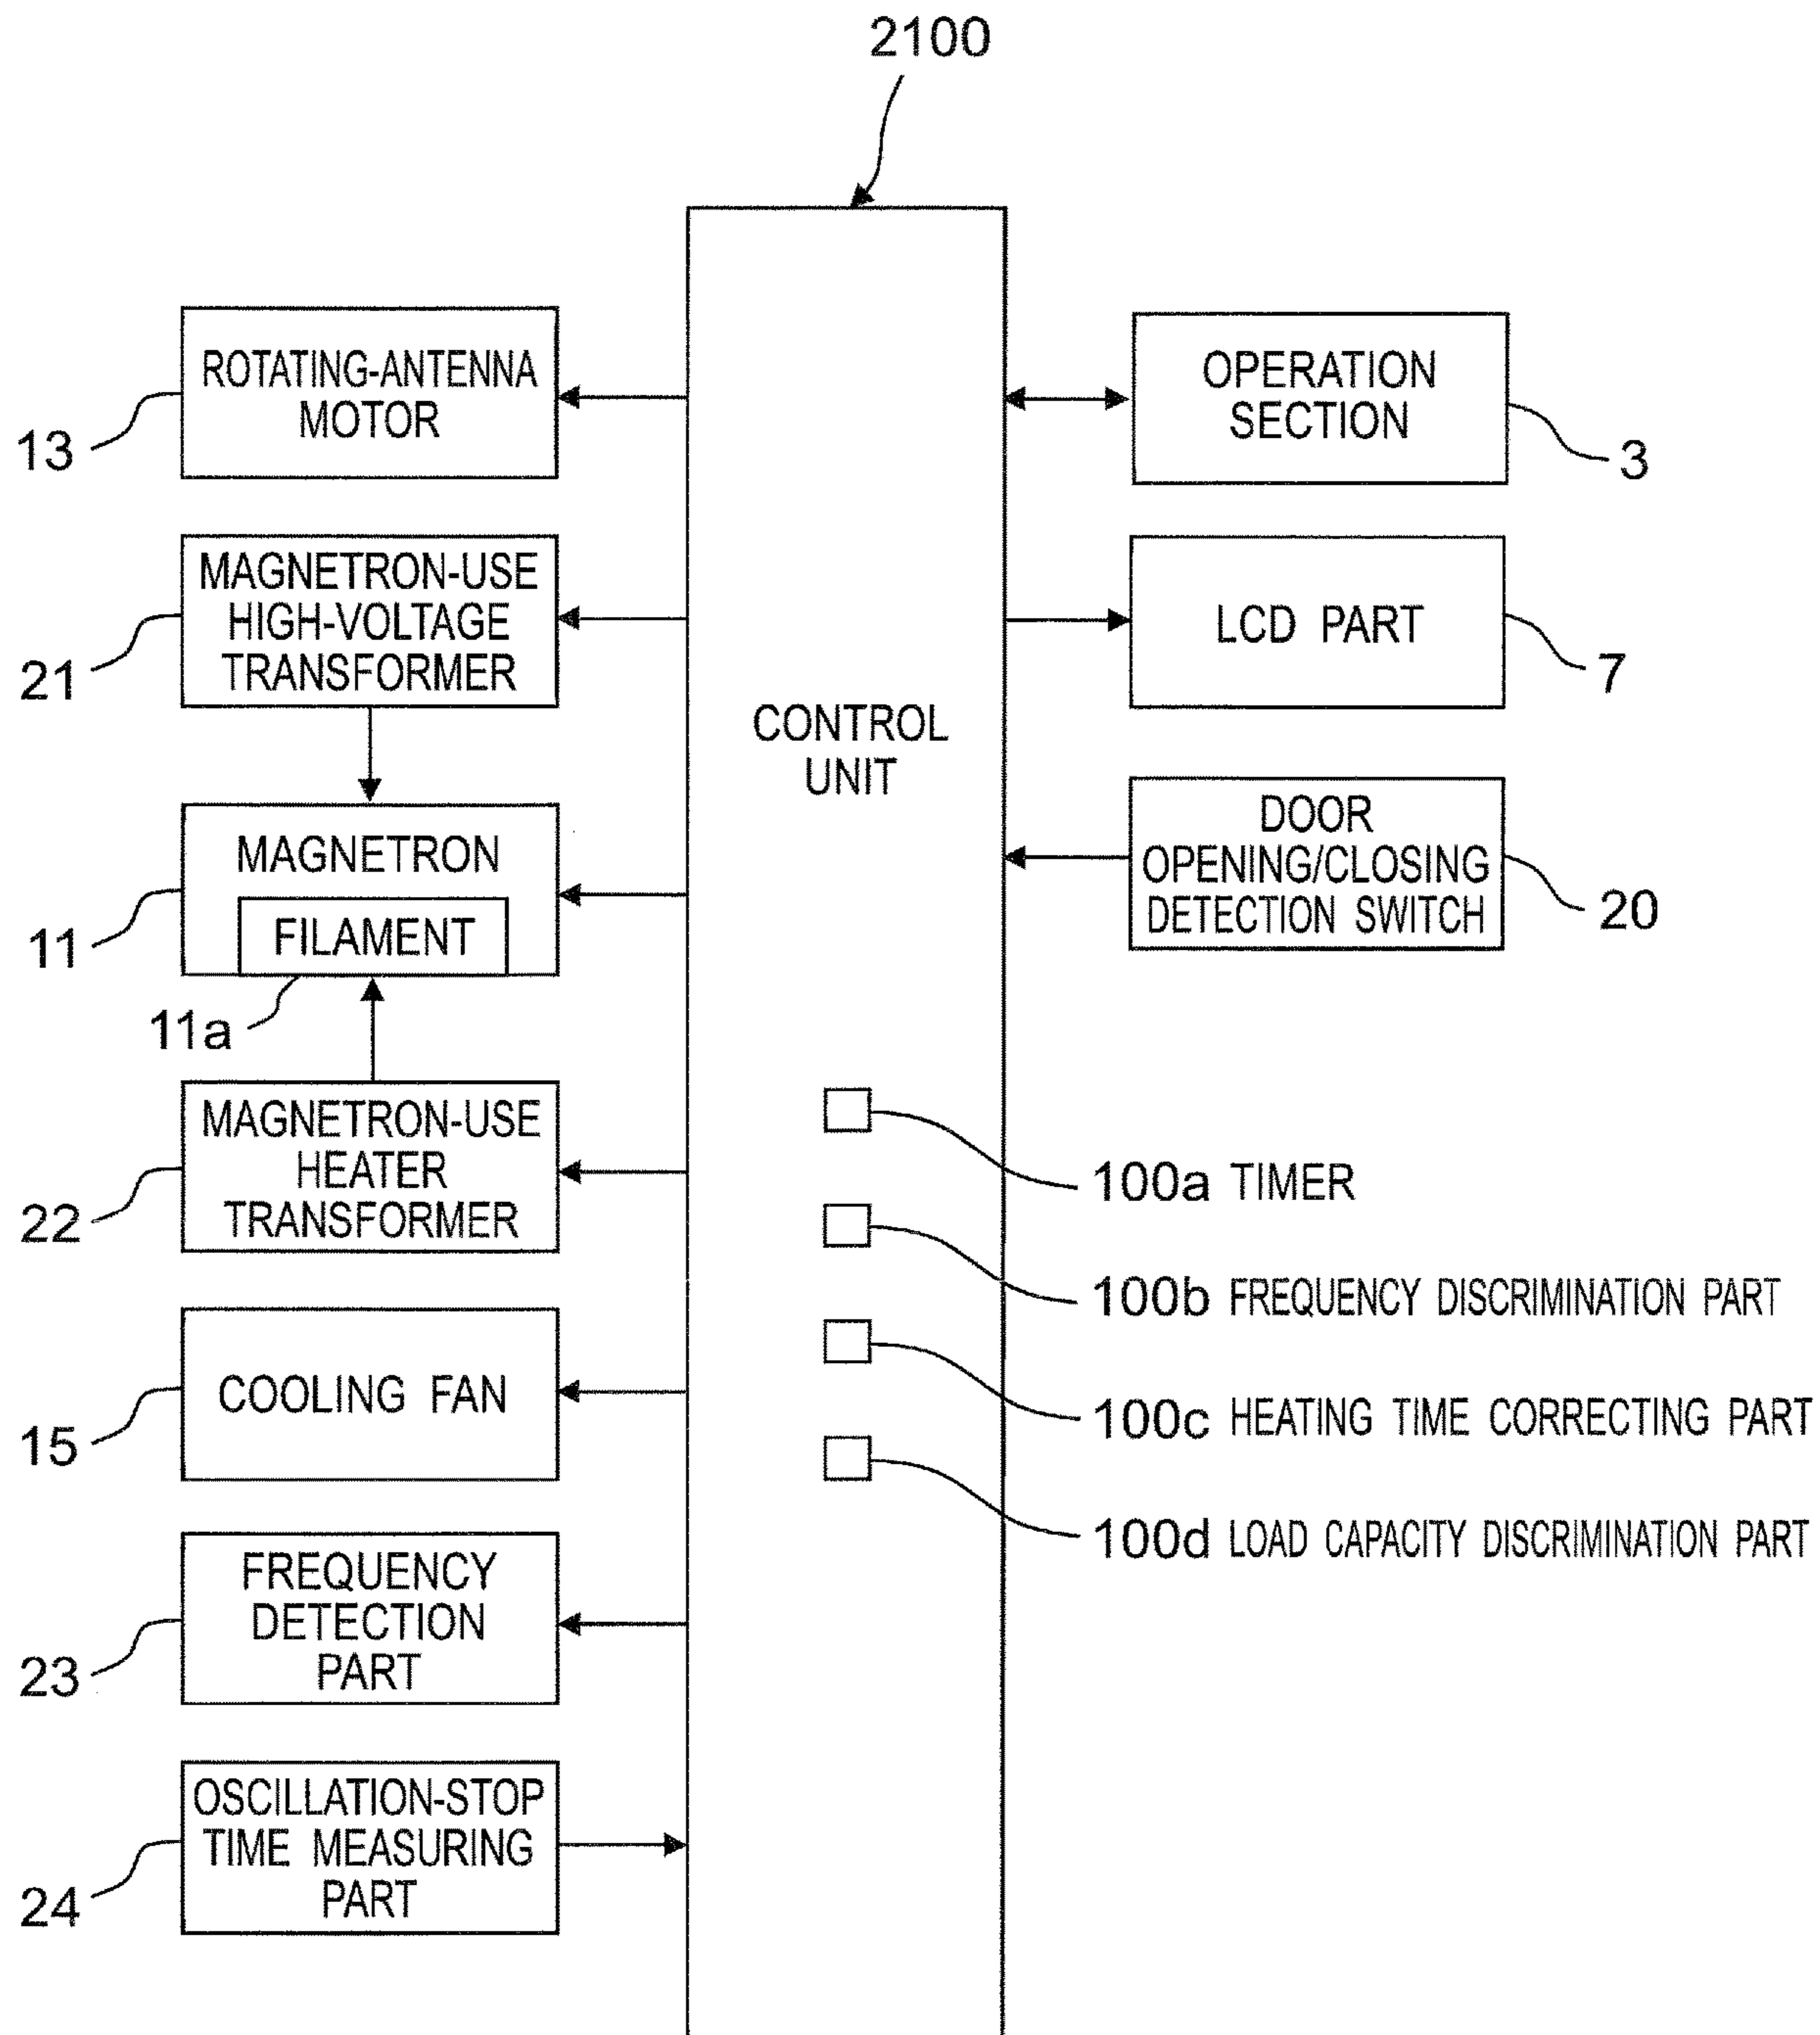 2100
ROTATING-ANTENNA
MOTOR
13
MAGNETRON-USE
HIGH-VOLTAGE
TRANSFORMER
21
MAGNETRON
11
FILAMENT
11a
MAGNETRON-USE
HEATER
TRANSFORMER
22
COOLING FAN
15
FREQUENCY
DETECTION
PART
23
OSCILLATION-STOP
TIME MEASURING
PART
24
CONTROL
UNIT
OPERATION
SECTION
3
LCD PART
7
DOOR
OPENING/CLOSING
DETECTION SWITCH
20
100a TIMER
100b FREQUENCY DISCRIMINATION PART
100c HEATING TIME CORRECTING PART
100d LOAD CAPACITY DISCRIMINATION PART